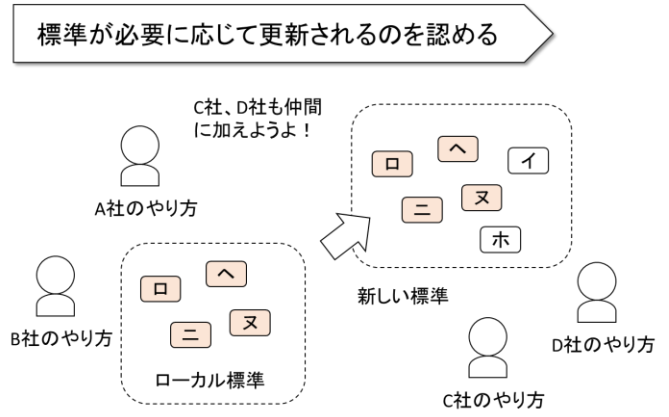 標準が必要に応じて更新されるのを認める
C社、D社も仲間
に加えようよ！
A社のやり方
B社のやり方
ロ
ヘ
ニ
ヌ
ローカル標準
ロ
ヘ
イ
ニ
ヌ
ホ
新しい標準
D社のやり方
C社のやり方